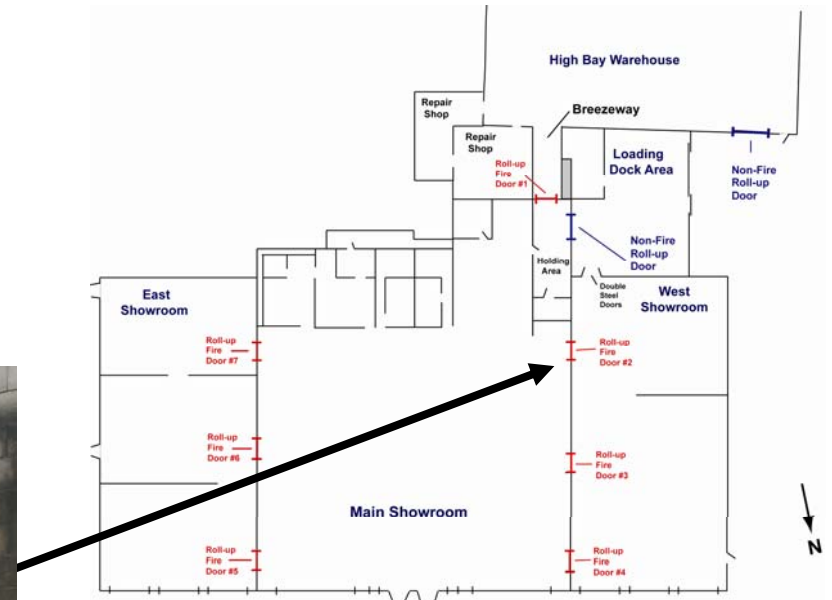 High Bay Warehouse
Breezeway
Repair
Shop
Repair
Shop
Roll-up
Fire
Door #1
Loading
Dock Area
Non-Fire
Roll-up
Door
Non-Fire
Roll-up
Door
Holding
Area
Double
Steel
Doors
East
Showroom
West
Showroom
Roll-up
Fire
Door #7
Roll-up
Fire
Door #2
Roll-up
Fire
Door #6
Roll-up
Fire
Door #3
Main Showroom
Roll-up
Fire
Door #5
Roll-up
Fire
Door #4
N